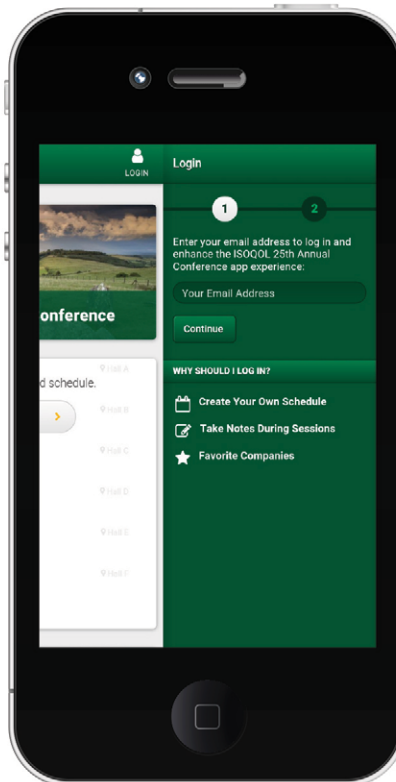 LOGIN
onference
d schedule.
Hall A
Hall B
Hall C
Hall D
Hall E
Hall F
Login
1
2
Enter your email address to log in and
enhance the ISOQOL 25th Annual
Conference app experience:
Your Email Address
Continue
WHY SHOULD I LOG IN?
Create Your Own Schedule
Take Notes During Sessions
Favorite Companies